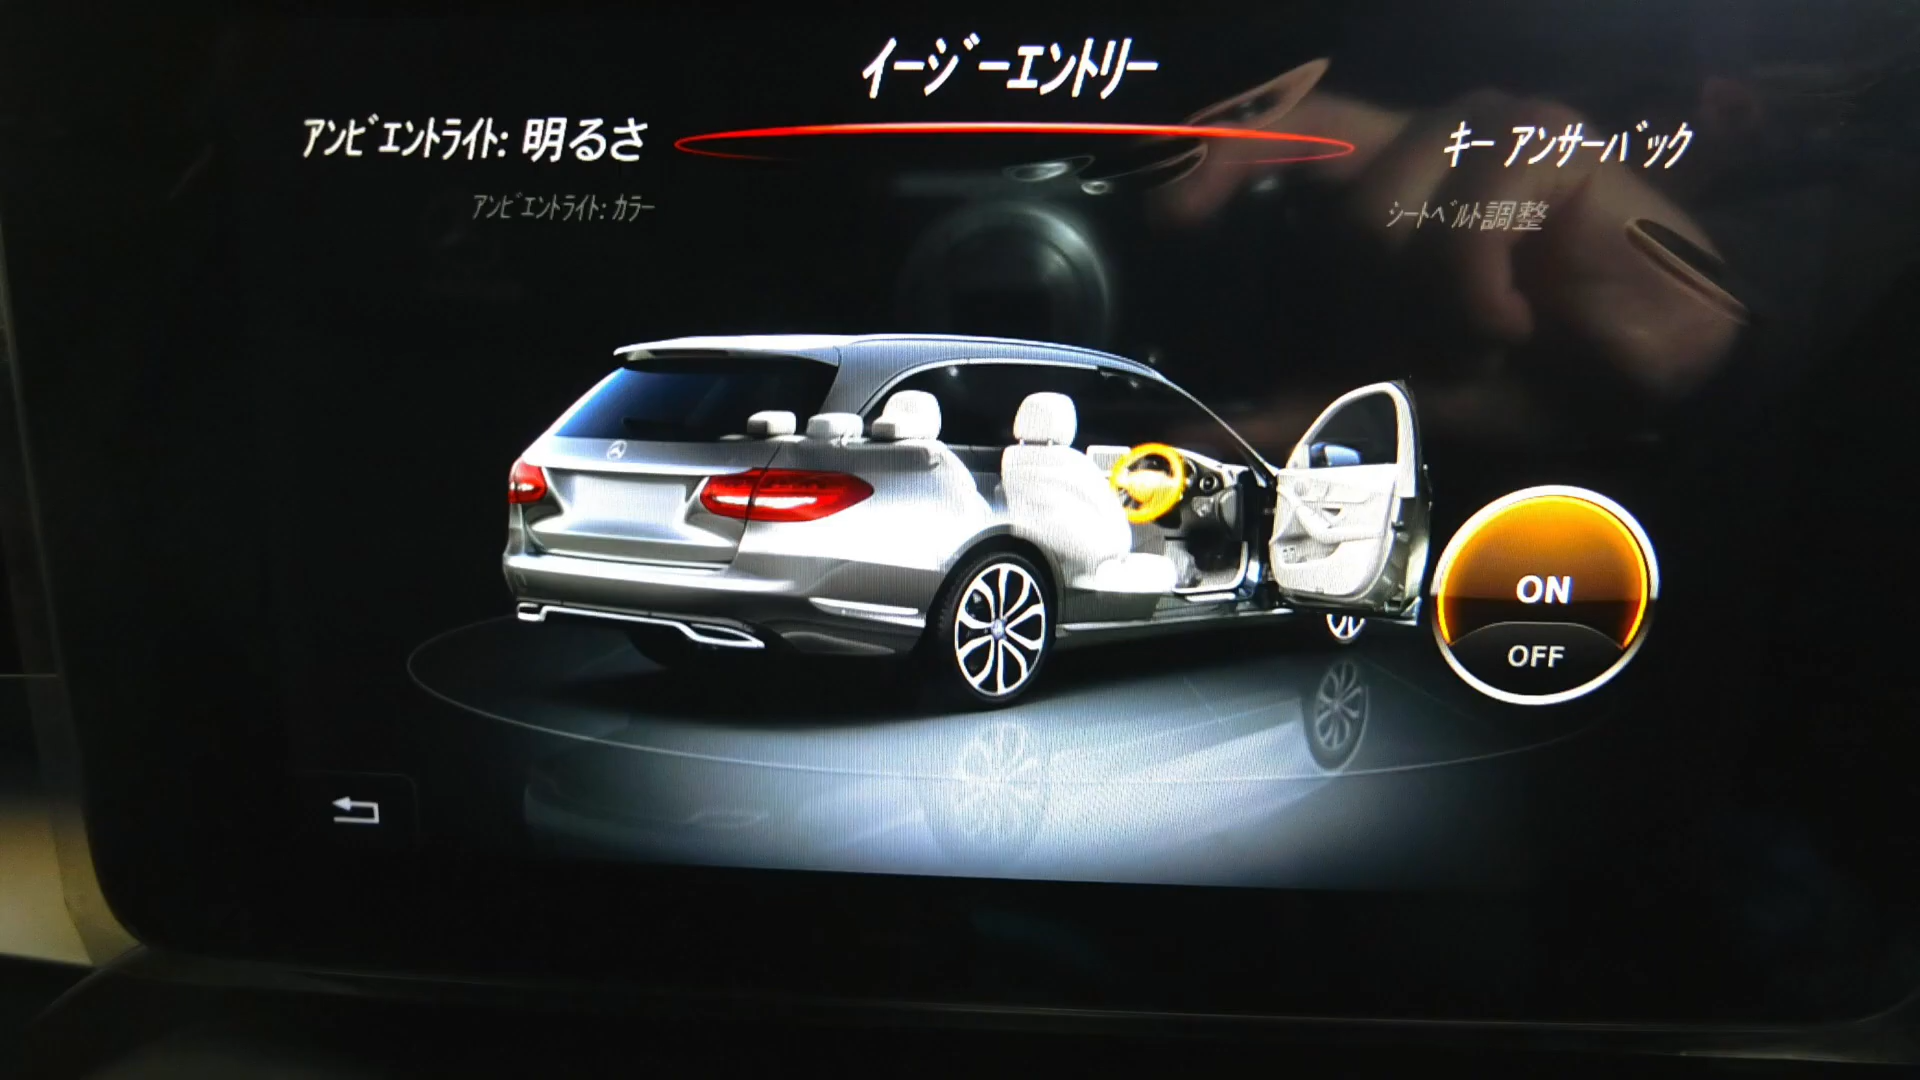 イージーエントリー
アンビエントライト: 明るさ
キー アンサーバック
アンビエントライト: カラー
シートベルト調整
ON
OFF